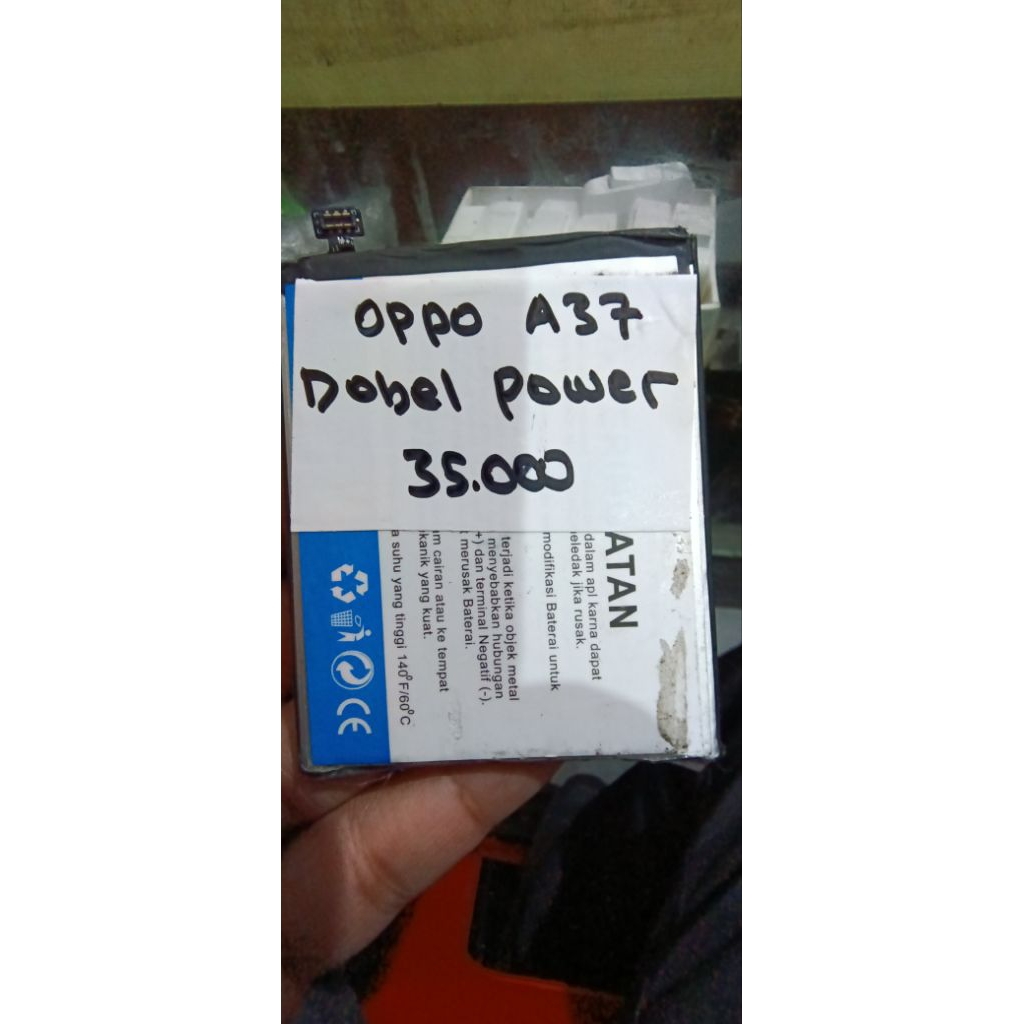 OPPO A37
Dobel Power
35.000
ATAN
dalam api karna dapat
eledak jika rusak.
modifikasi Baterai untuk
terjadi ketika objek metal
menyebabkan hubungan
+) dan terminal Negatif (-).
merusak Baterai.
am cairan atau ke tempat
kanik yang kuat.
a suhu yang tinggi 140°F/60°C
CE